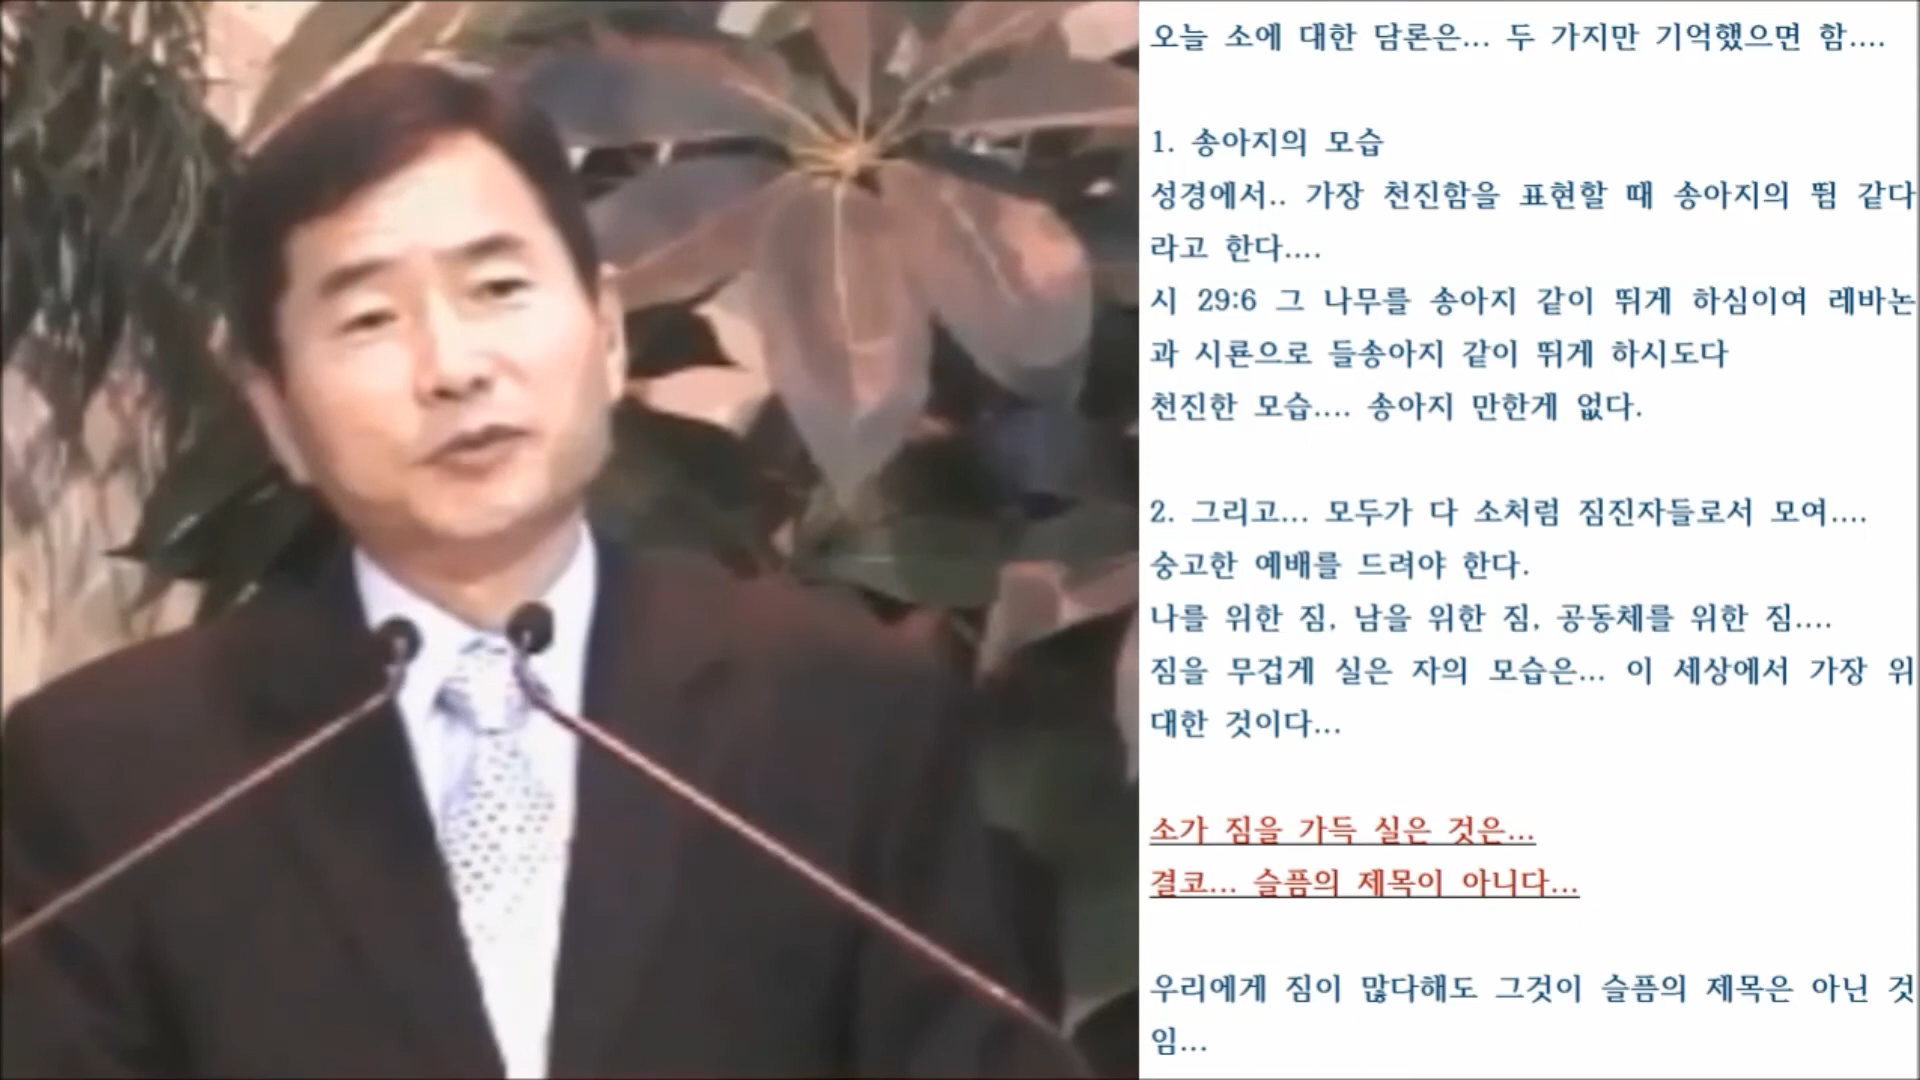 오늘 소에 대한 담론은... 두 가지만 기억했으면 함....
1. 송아지의 모습
성경에서.. 가장 천진함을 표현할 때 송아지의 뜀 같다
라고 한다....
시 29:6 그 나무를 송아지 같이 뛰게 하심이여 레바논
과 시룐으로 들송아지 같이 뛰게 하시도다
천진한 모습.... 송아지 만한게 없다.
2. 그리고... 모두가 다 소처럼 짐진자들로서 모여....
숭고한 예배를 드려야 한다.
나를 위한 짐, 남을 위한 짐, 공동체를 위한 짐....
짐을 무겁게 실은 자의 모습은... 이 세상에서 가장 위
대한 것이다...
소가 짐을 가득 실은 것은...
결코... 슬픔의 제목이 아니다...
우리에게 짐이 많다해도 그것이 슬픔의 제목은 아닌 것
임...